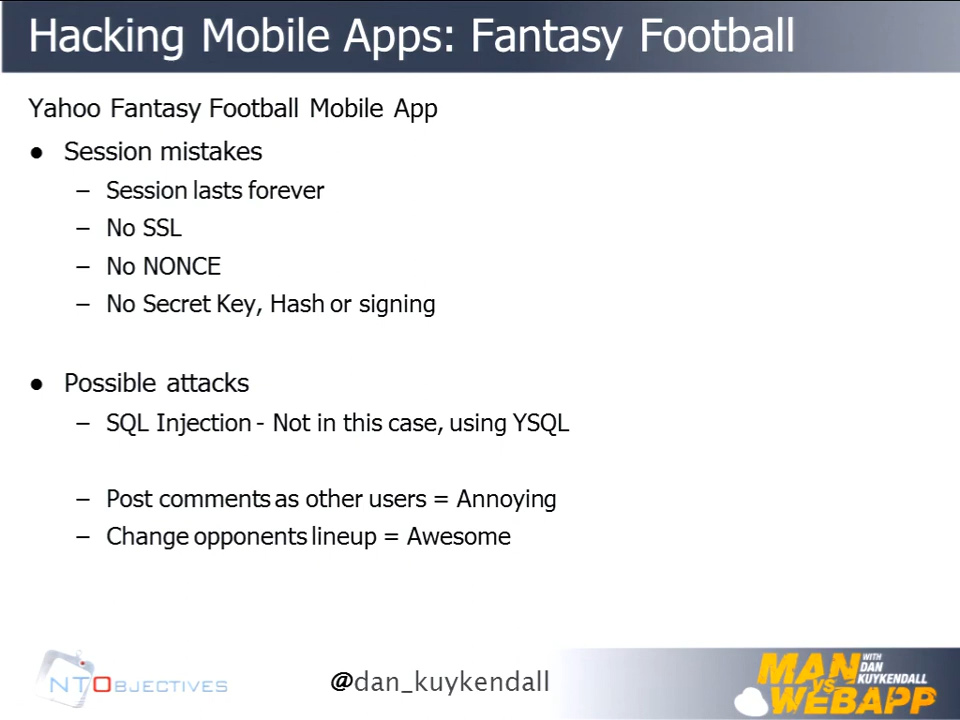 Hacking Mobile Apps: Fantasy Football
Yahoo Fantasy Football Mobile App
● Session mistakes
– Session lasts forever
– No SSL
– No NONCE
– No Secret Key, Hash or signing
● Possible attacks
– SQL Injection - Not in this case, using YSQL
– Post comments as other users = Annoying
– Change opponents lineup = Awesome
NTOBJECTIVES
@dan_kuykendall
MAN WITH DAN KUYKENDALL
VS
WEBAPP